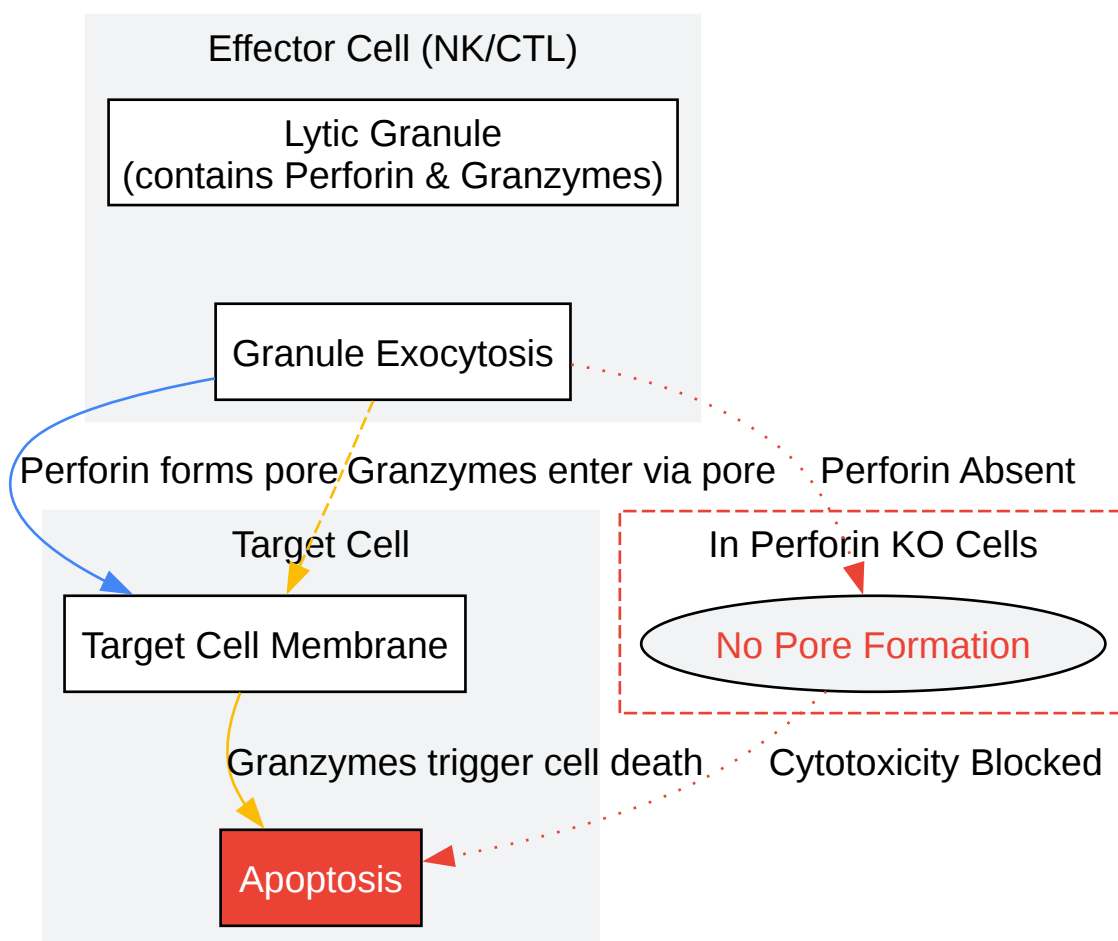 Effector Cell (NK/CTL)
Lytic Granule
(contains Perforin & Granzymes)
Granule Exocytosis
Perforin forms pore
Granzymes enter via pore
Perforin Absent
Target Cell
In Perforin KO Cells
Target Cell Membrane
No Pore Formation
Granzymes trigger cell death
Cytotoxicity Blocked
Apoptosis